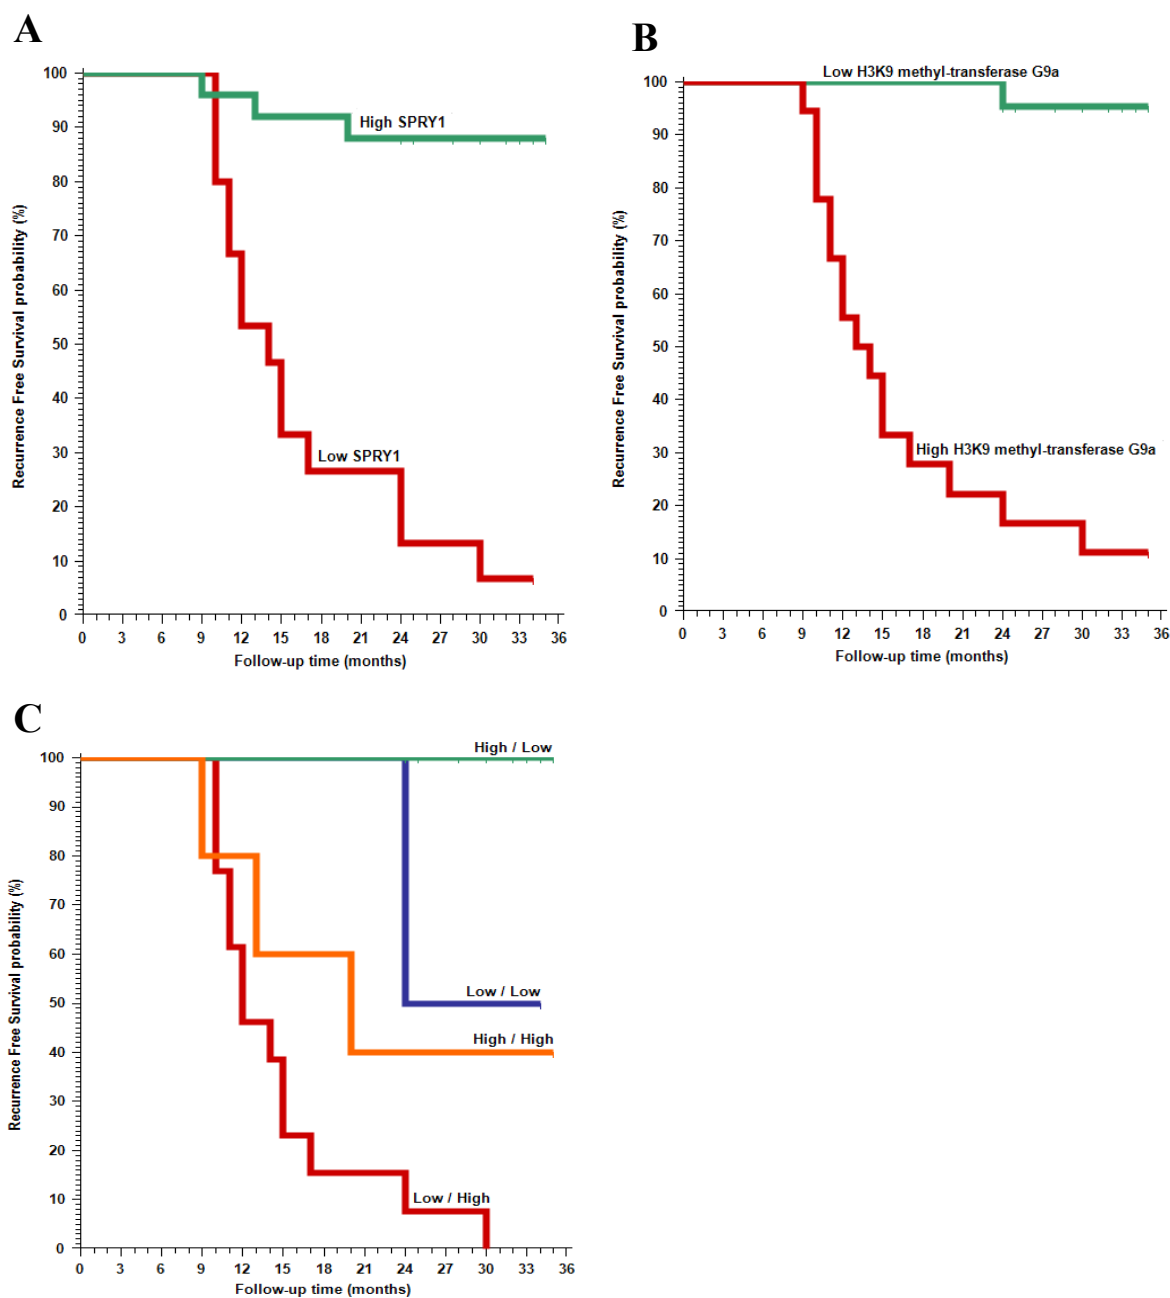 A
Recurrence Free Survival probability (%)
100
90
80
70
60
50
40
30
20
10
0
High SPRY1
Low SPRY1
0 3 6 9 12 15 18 21 24 27 30 33 36
Follow-up time (months)
B
Recurrence Free Survival probability (%)
100
90
80
70
60
50
40
30
20
10
0
Low H3K9 methyl-transferase G9a
High H3K9 methyl-transferase G9a
0 3 6 9 12 15 18 21 24 27 30 33 36
Follow-up time (months)
C
Recurrence Free Survival probability (%)
100
90
80
70
60
50
40
30
20
10
0
High / Low
Low / Low
High / High
Low / High
0 3 6 9 12 15 18 21 24 27 30 33 36
Follow-up time (months)